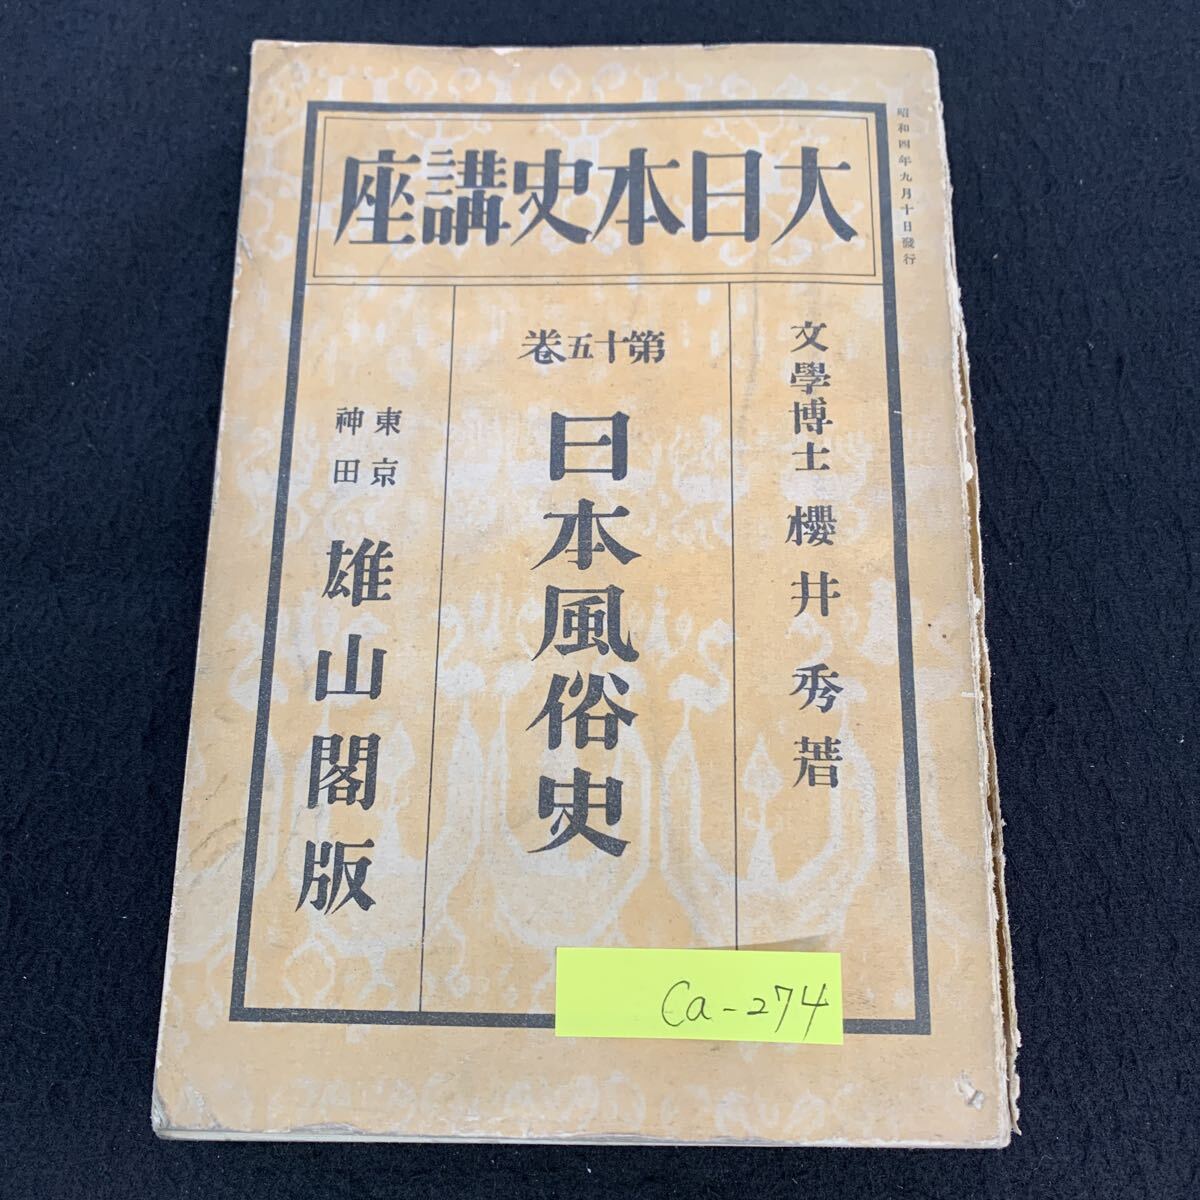 昭和四年九月十日發行
大日本史講座
文學博士 櫻井秀著
第十五巻
日本風俗史
東京
神田
雄山閣版
Ca-274